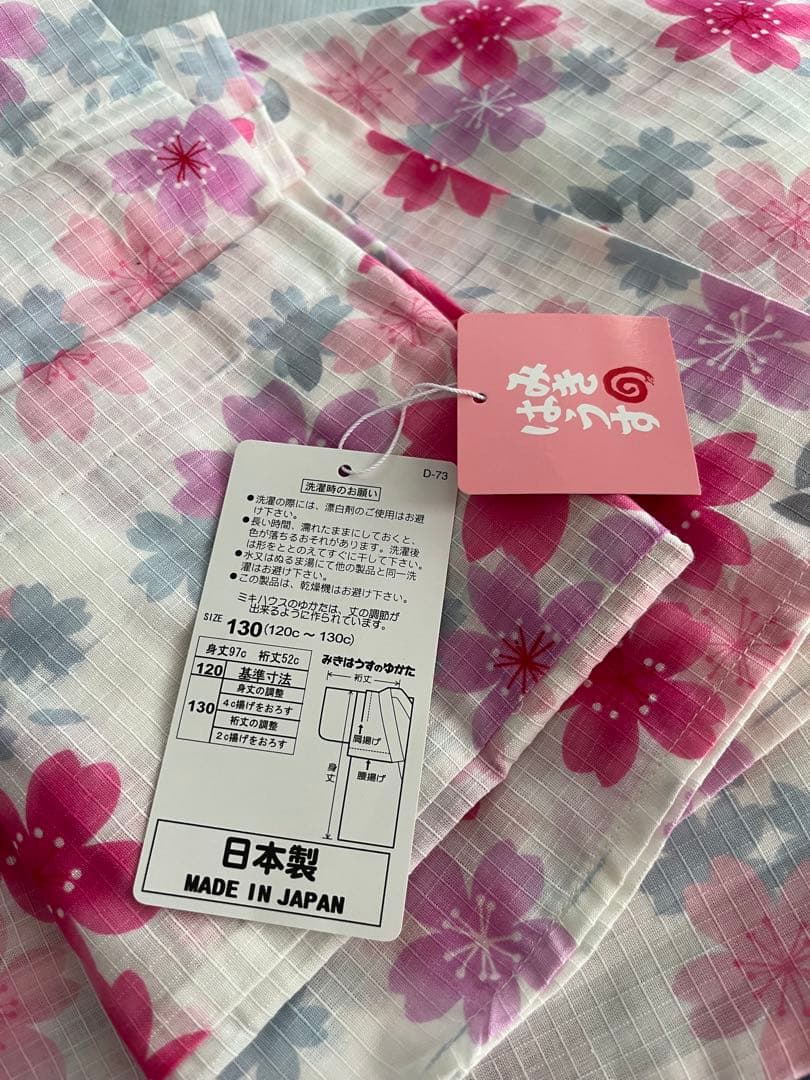 みきの
はうす
D-73
洗濯時のお願い
●洗濯の際には、漂白剤のご使用はお避
け下さい。
●長い時間、濡れたままにしておくと、
色が落ちるおそれがあります。洗濯後
は形をととのえてすぐに干して下さい。
●水又はぬるま湯にて他の製品と同一洗
濯はお避け下さい。
●この製品は、乾燥機はお避け下さい。
ミキハウスのゆかたは、丈の調節が
出来るように作られています。
SIZE 130 (120c〜130c)
身丈97c 裄丈52c
120 基準寸法
130 身丈の調整
4c揚げをおろす
裄丈の調整
2c揚げをおろす
みきはうすのゆかた
裄丈
肩揚げ
身丈
腰揚げ
日本製
MADE IN JAPAN